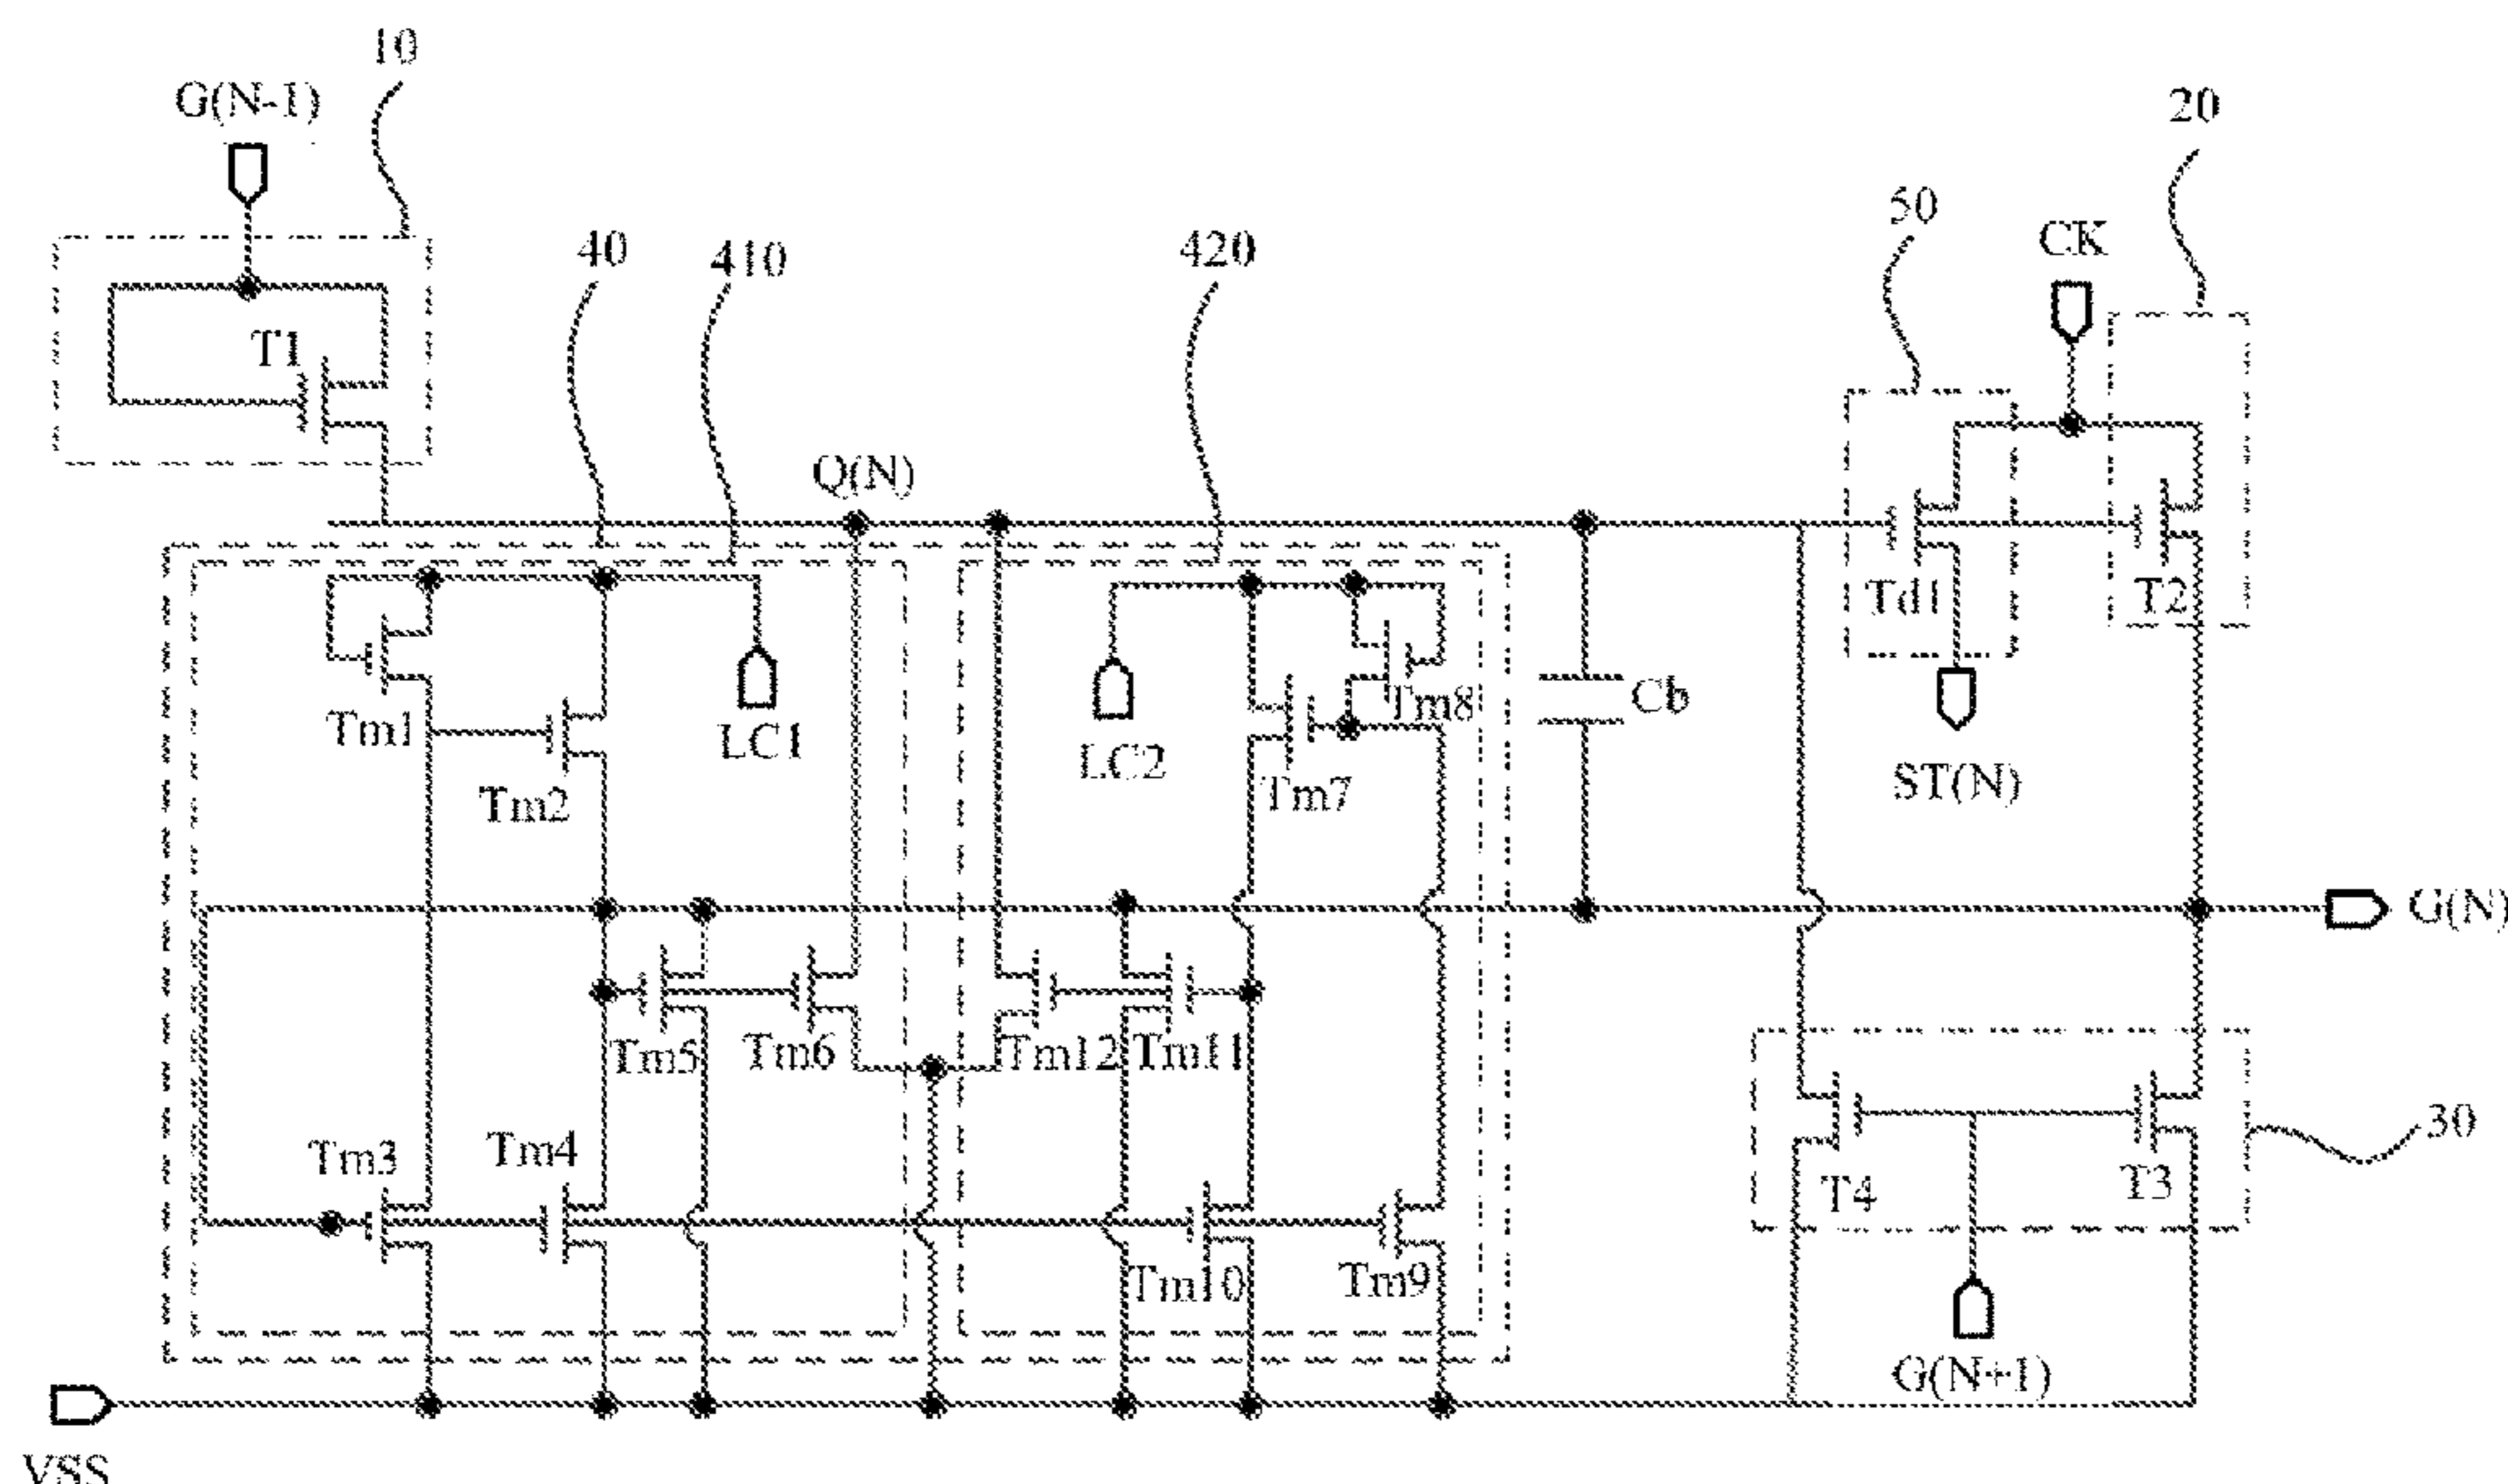 10
G(N-1)
20
50
CK
40
410
420
T1
Q(N)
Td1
T2
Tm1
LC1
Cb
Tm8
LC2
Tm7
ST(N)
Tm2
G(N)
Tm5
Tm6
Tm12
Tm11
30
Tm3
Tm4
T4
T3
Tm10
Tm9
G(N+1)
VSS